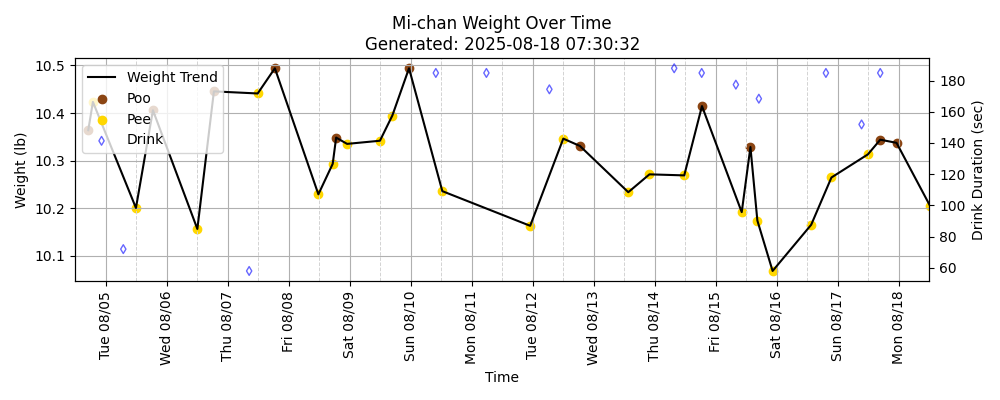 Mi-chan Weight Over Time
Generated: 2025-08-18 07:30:32
Weight Trend
Poo
Pee
Drink
Weight (lb)
10.5
10.4
10.3
10.2
10.1
180
160
140
120
100
80
60
Drink Duration (sec)
Tue 08/05
Wed 08/06
Thu 08/07
Fri 08/08
Sat 08/09
Sun 08/10
Mon 08/11
Tue 08/12
Wed 08/13
Thu 08/14
Fri 08/15
Sat 08/16
Sun 08/17
Mon 08/18
Time